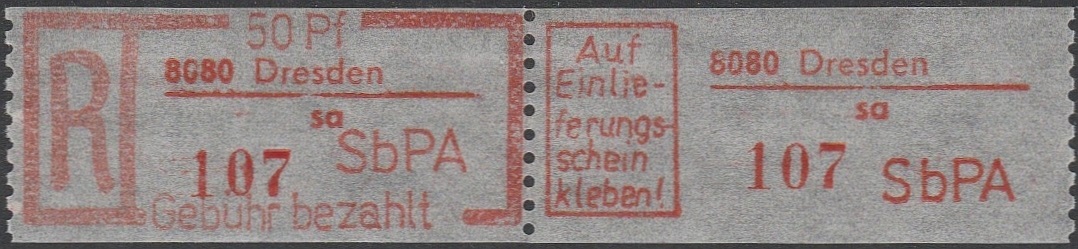 50 Pf
R
8080 Dresden
sa
107 SbPA
Gebühr bezahlt
Auf
Einlie-
ferungs-
schein
kleben!
8080 Dresden
sa
107 SbPA